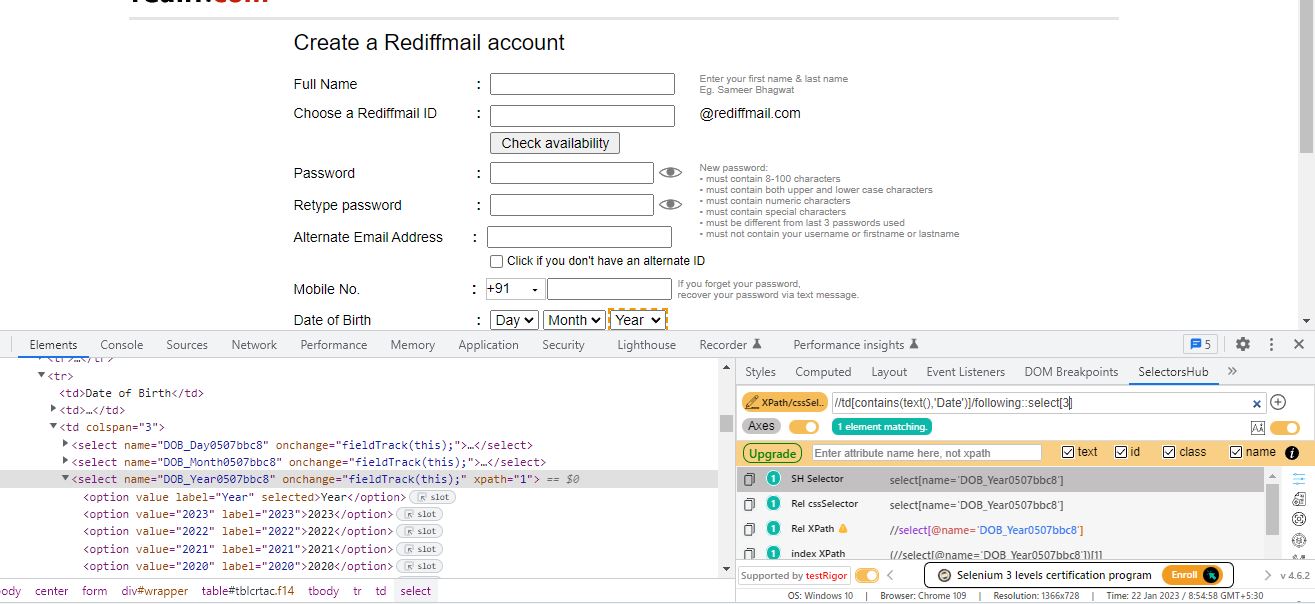 Create a Rediffmail account
Full Name :
Enter your first name & last name
Eg. Sameer Bhagwat
Choose a Rediffmail ID : @rediffmail.com
Check availability
Password :
Retype password :
New password:
• must contain 8-100 characters
• must contain both upper and lower case characters
• must contain numeric characters
• must contain special characters
• must be different from last 3 passwords used
• must not contain your username or firstname or lastname
Alternate Email Address :
Click if you don't have an alternate ID
Mobile No. : +91
If you forget your password,
recover your password via text message.
Date of Birth : Day Month Year
Elements Console Sources Network Performance Memory Application Security Lighthouse Recorder Performance insights 5
<tr>
<td>Date of Birth</td>
<td>…</td>
<td colspan="3">
<select name="DOB_Day0507bbc8" onchange="fieldTrack(this);">…</select>
<select name="DOB_Month0507bbc8" onchange="fieldTrack(this);">…</select>
<select name="DOB_Year0507bbc8" onchange="fieldTrack(this);" xpath="1"> == $0
<option value label="Year" selected>Year</option> slot
<option value="2023" label="2023">2023</option> slot
<option value="2022" label="2022">2022</option> slot
<option value="2021" label="2021">2021</option> slot
<option value="2020" label="2020">2020</option> slot
ody center form div#wrapper table#tblcrtac.f14 tbody tr td select
Styles Computed Layout Event Listeners DOM Breakpoints SelectorsHub »
XPath/cssSel.. //td[contains(text(),'Date')]/following::select[3]
Axes 1 element matching.
Upgrade Enter attribute name here, not xpath text id class name
1 SH Selector select[name='DOB_Year0507bbc8']
1 Rel cssSelector select[name='DOB_Year0507bbc8']
1 Rel XPath //select[@name='DOB_Year0507bbc8']
1 index XPath (//select[@name='DOB_Year0507bbc8'])[1]
Supported by testRigor Selenium 3 levels certification program Enroll v 4.6.2
OS: Windows 10 | Browser: Chrome 109 | Resolution: 1366x728 | Time: 22 Jan 2023 / 8:54:58 GMT+5:30